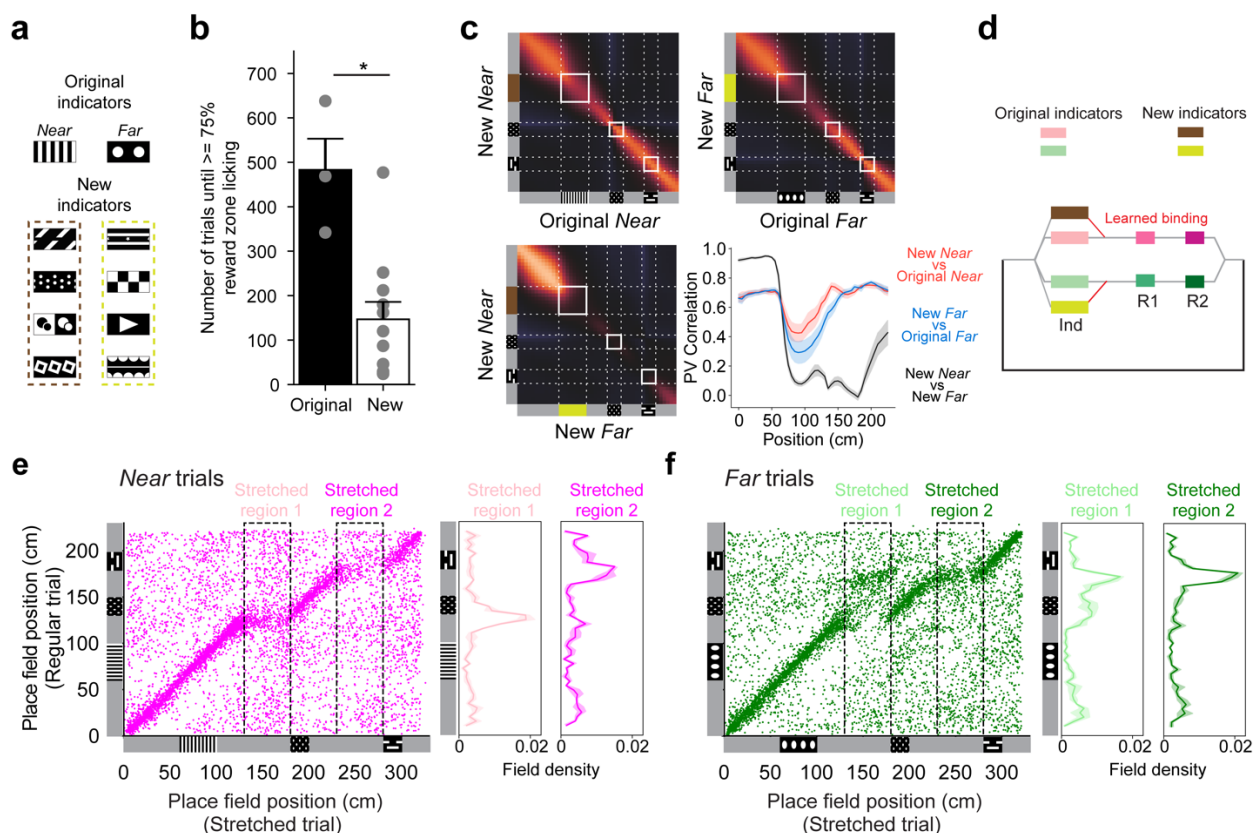 a
Original
indicators
Near
Far
New
indicators
b
Number of trials until >= 75%
reward zone licking
700
600
500
400
300
200
100
0
*
Original
New
c
New Near
Original Near
New Far
Original Far
New Near
New Far
PV Correlation
1.0
0.8
0.6
0.4
0.2
0.0
0
50
100
150
200
Position (cm)
New Near
vs
Original Near
New Far
vs
Original Far
New Near
vs
New Far
d
Original indicators
New indicators
Learned binding
Ind
R1
R2
e
Near trials
Stretched
region 1
Stretched
region 2
Place field position (cm)
(Regular trial)
200
150
100
50
0
0
50
100
150
200
250
300
Place field position (cm)
(Stretched trial)
Stretched
region 1
Stretched
region 2
0
0.02
0
0.02
Field density
f
Far trials
Stretched
region 1
Stretched
region 2
0
50
100
150
200
250
300
Place field position (cm)
(Stretched trial)
Stretched
region 1
Stretched
region 2
0
0.02
0
0.02
Field density